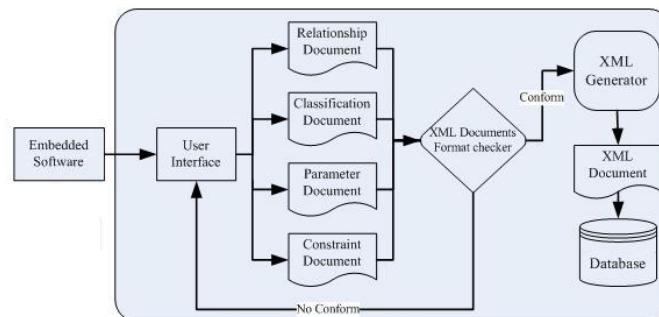 Relationship
Document
Classification
Document
Parameter
Document
Constraint
Document
Embedded
Software
User
Interface
XML Documents
Format checker
Conform
No Conform
XML
Generator
XML
Document
Database